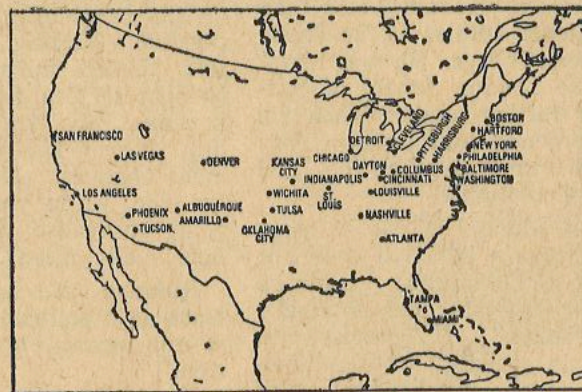 BOSTON
CLEVELAND
PITTSBURGH
HARRISBURG
HARTFORD
SAN FRANCISCO
DETROIT
NEW YORK
LAS VEGAS
DENVER
KANSAS
CITY
CHICAGO
DAYTON
PHILADELPHIA
COLUMBUS
BALTIMORE
INDIANAPOLIS
CINCINNATI
WASHINGTON
LOS ANGELES
WICHITA
ST.
LOUIS
LOUISVILLE
PHOENIX
ALBUQUERQUE
AMARILLO
TULSA
NASHVILLE
TUCSON
OKLAHOMA
CITY
ATLANTA
TAMPA
MIAMI